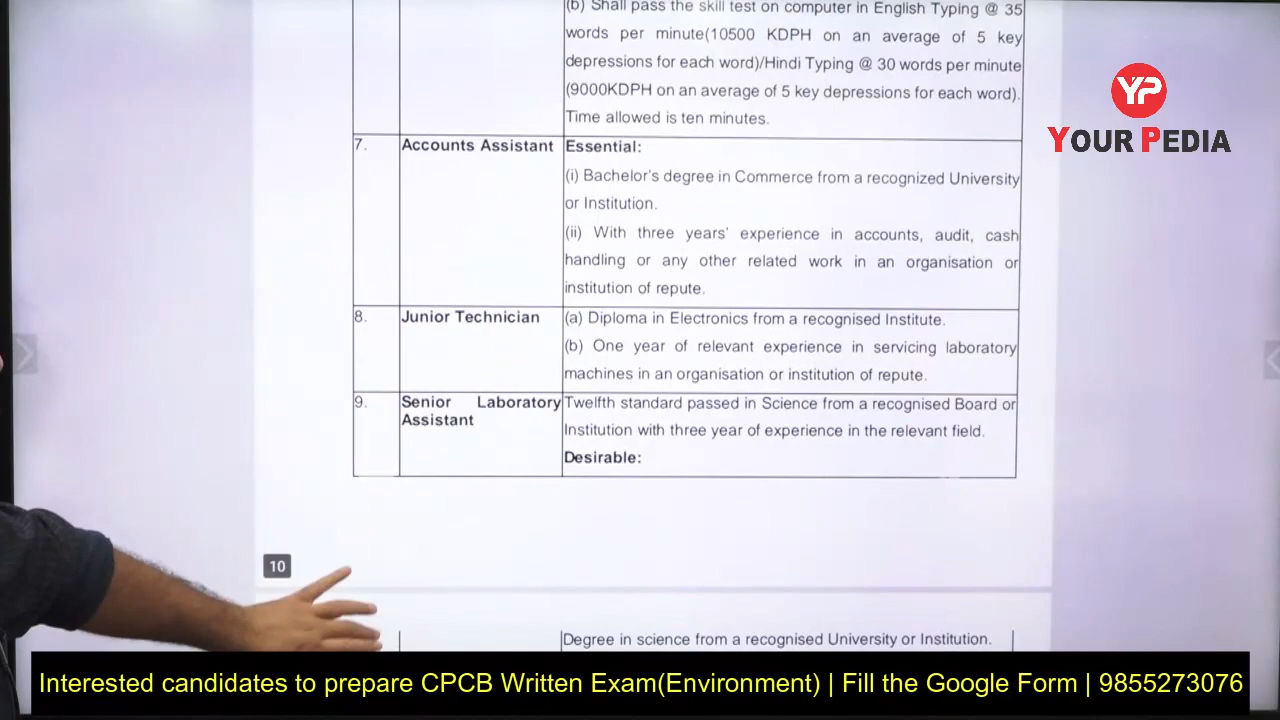 (b) Shall pass the skill test on computer in English Typing @ 35
words per minute(10500 KDPH on an average of 5 key
depressions for each word)/Hindi Typing @ 30 words per minute
(9000KDPH on an average of 5 key depressions for each word).
Time allowed is ten minutes.
YP
YOUR PEDIA
7. Accounts Assistant Essential:
(i) Bachelor's degree in Commerce from a recognized University
or Institution.
(ii) With three years' experience in accounts, audit, cash
handling or any other related work in an organisation or
institution of repute.
8. Junior Technician (a) Diploma in Electronics from a recognised Institute.
(b) One year of relevant experience in servicing laboratory
machines in an organisation or institution of repute.
9. Senior Laboratory Twelfth standard passed in Science from a recognised Board or
Assistant Institution with three year of experience in the relevant field.
Desirable:
10
Degree in science from a recognised University or Institution.
Interested candidates to prepare CPCB Written Exam(Environment) | Fill the Google Form | 9855273076